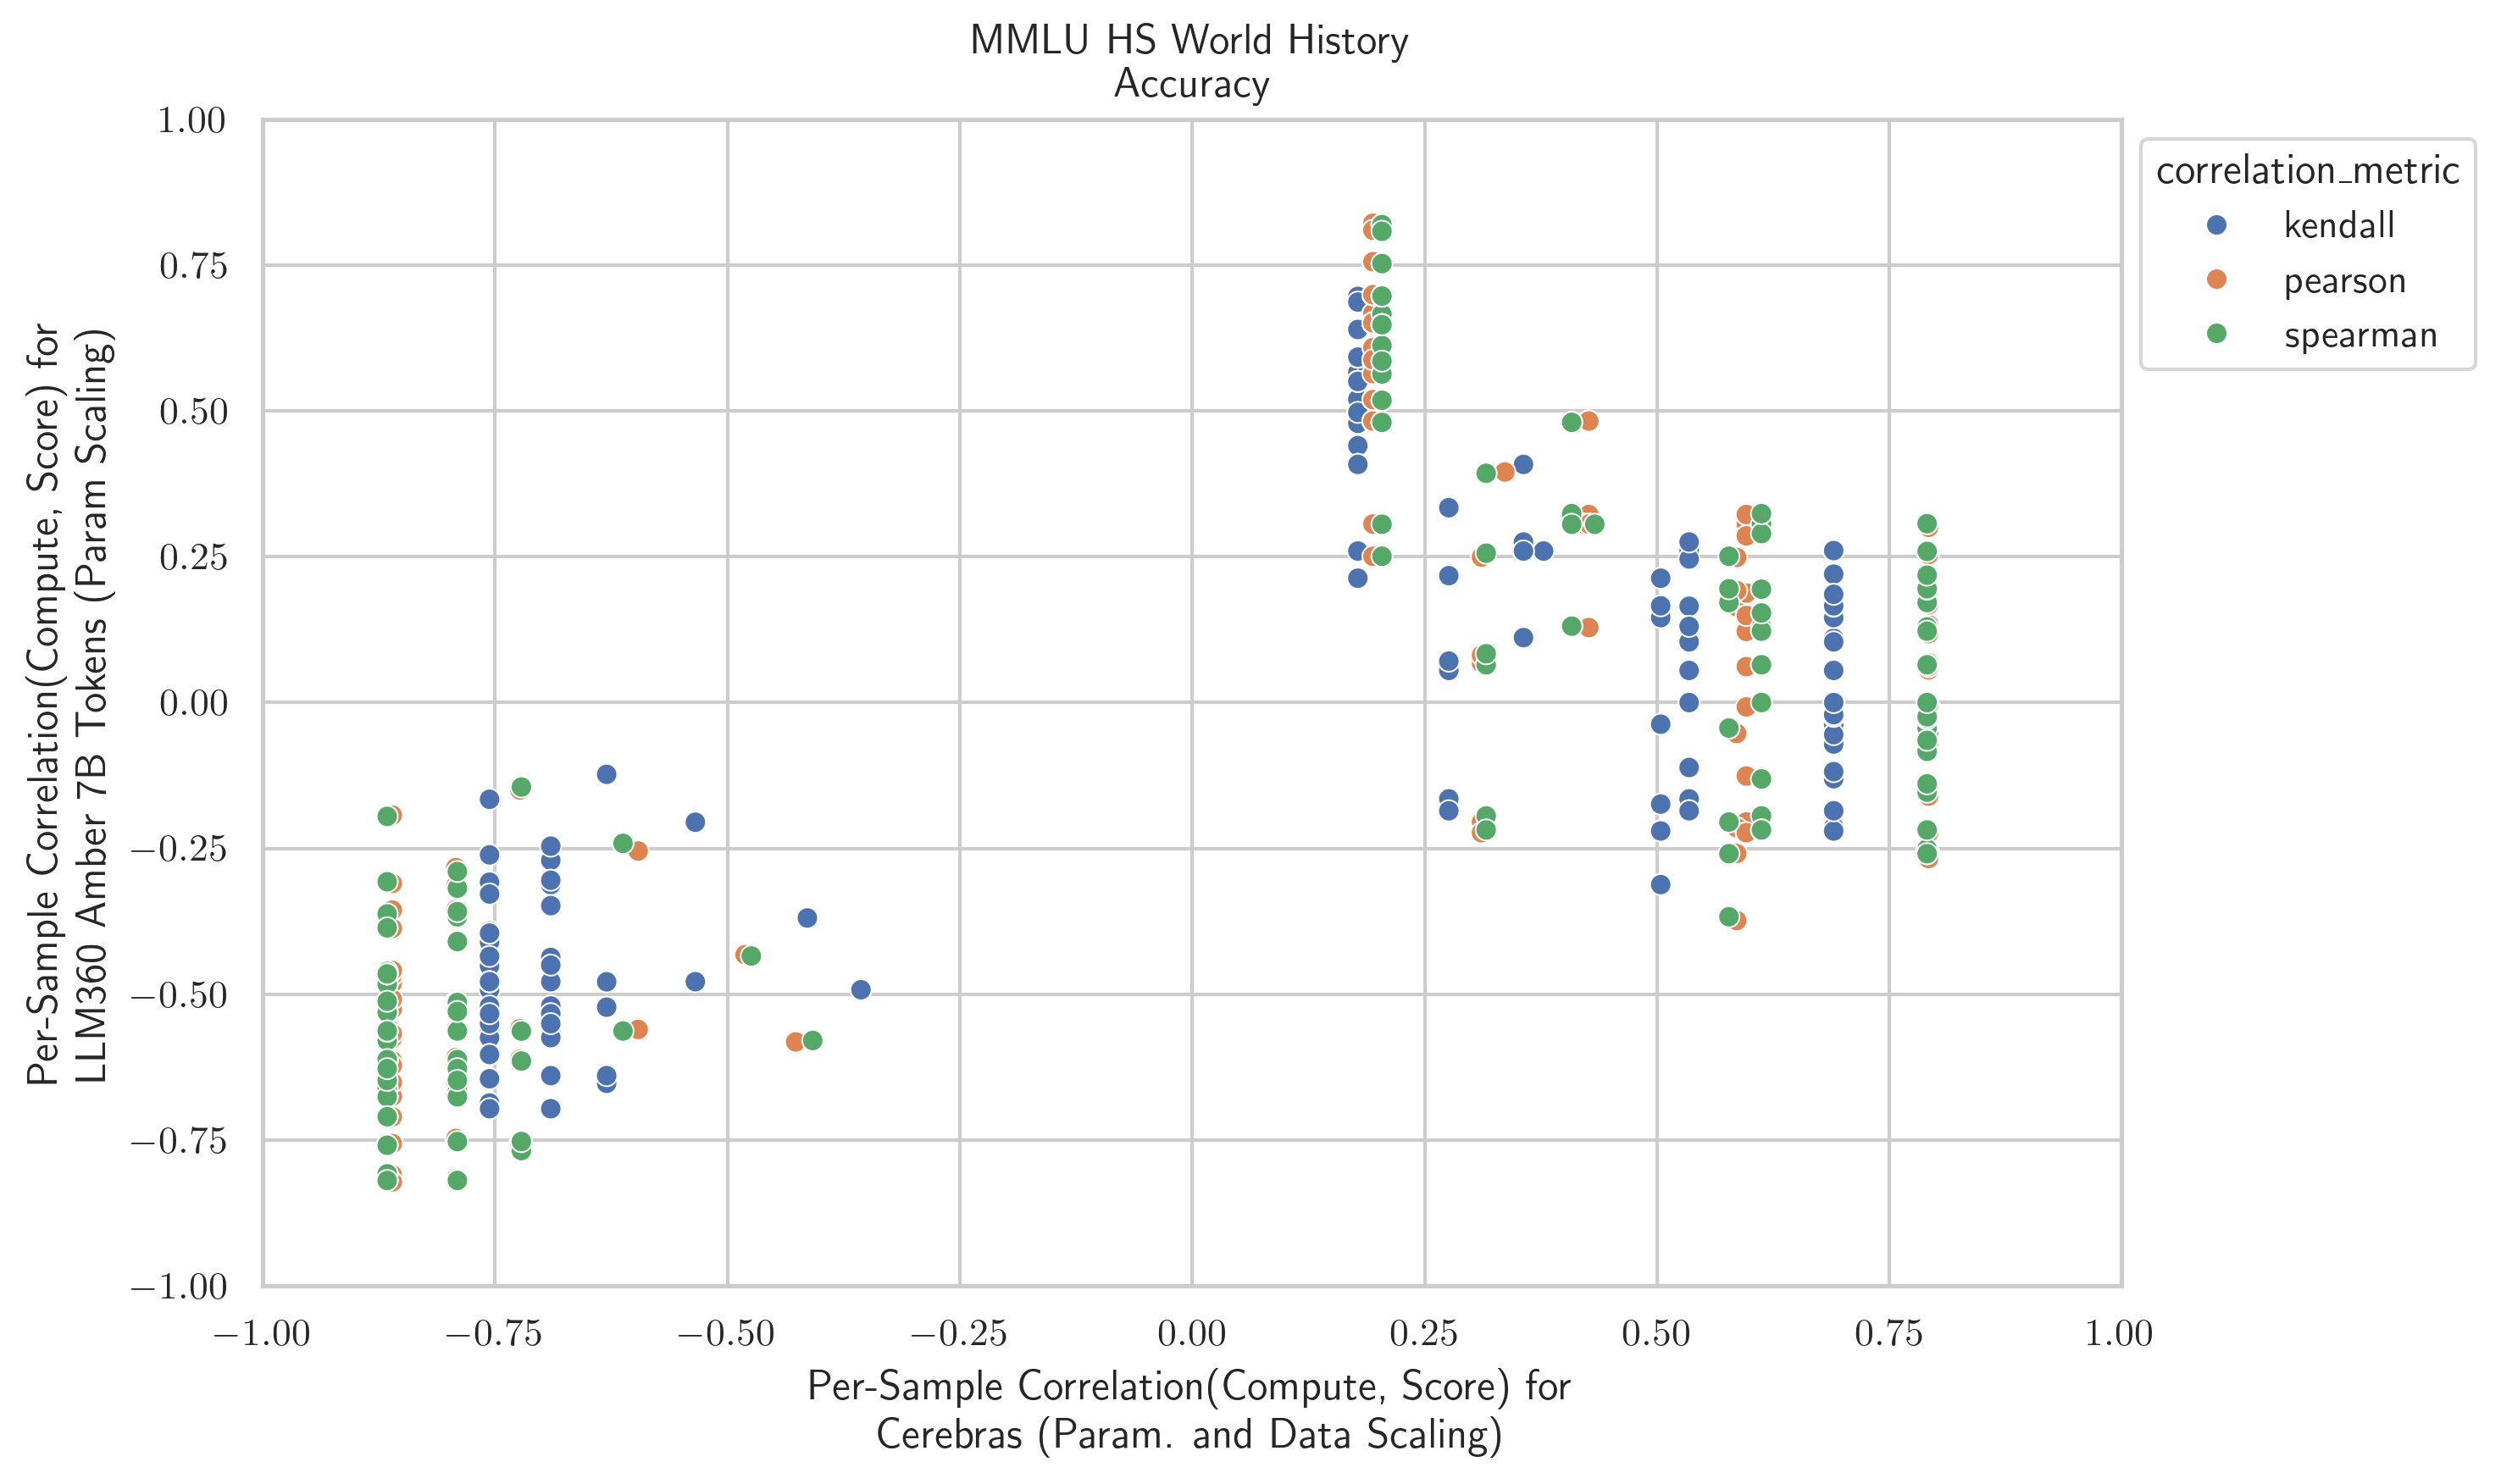 MMLU HS World History
Accuracy
Per-Sample Correlation(Compute, Score) for
LLM360 Amber 7B Tokens (Param Scaling)
1.00
0.75
0.50
0.25
0.00
−0.25
−0.50
−0.75
−1.00
−1.00 −0.75 −0.50 −0.25 0.00 0.25 0.50 0.75 1.00
Per-Sample Correlation(Compute, Score) for
Cerebras (Param. and Data Scaling)
correlation_metric
kendall
pearson
spearman